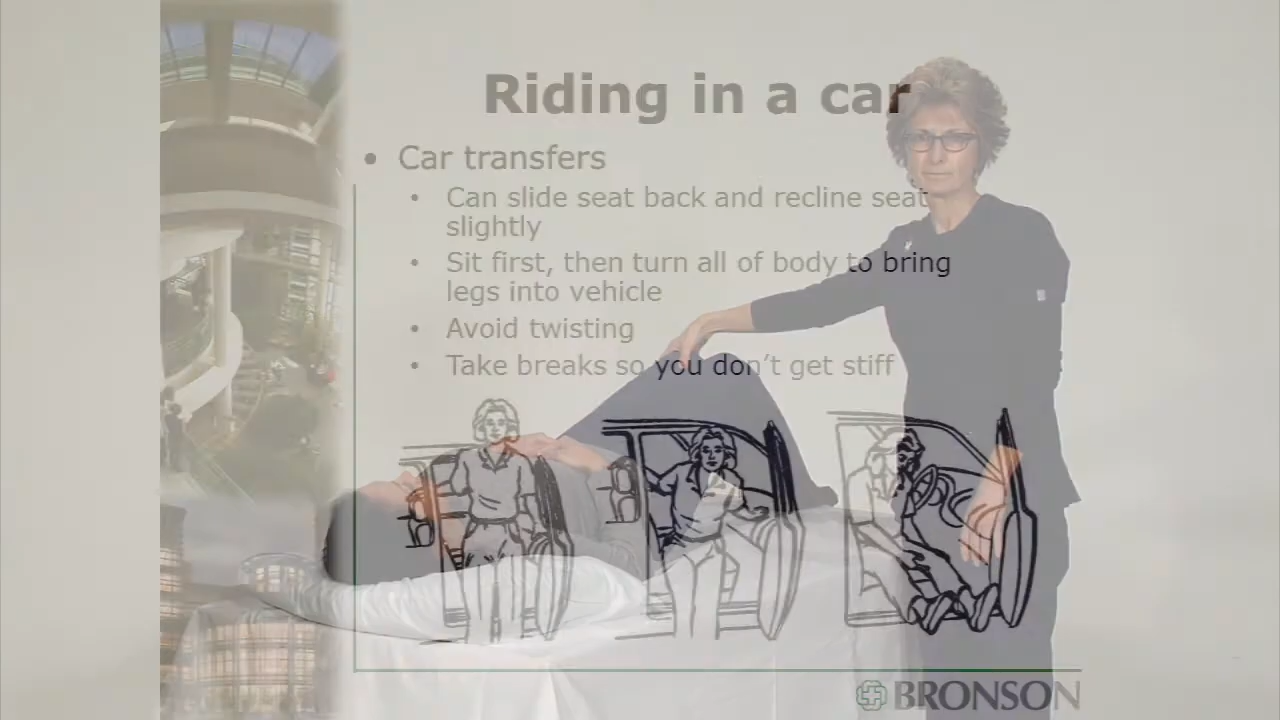 Riding in a car
• Car transfers
• Can slide seat back and recline seat
slightly
• Sit first, then turn all of body to bring
legs into vehicle
• Avoid twisting
• Take breaks so you don't get stiff
BRONSON